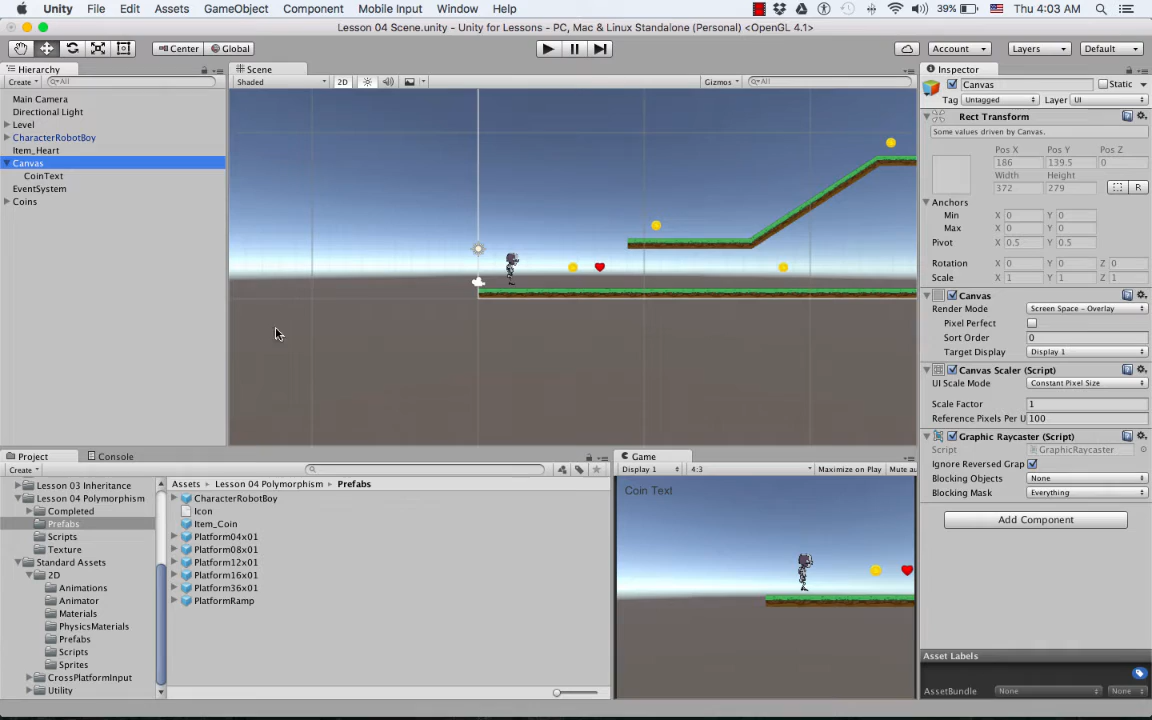 Unity File Edit Assets GameObject Component Mobile Input Window Help 39% Thu 4:03 AM
Lesson 04 Scene.unity - Unity for Lessons - PC, Mac & Linux Standalone (Personal) <OpenGL 4.1>
Center Global Account Layers Default
Hierarchy Scene Inspector
Create All Shaded 2D Gizmos All
Canvas Static
Tag Untagged Layer UI
Main Camera
Directional Light
Level
CharacterRobotBoy
Item_Heart
Canvas
CoinText
EventSystem
Coins
Rect Transform
Some values driven by Canvas.
Pos X Pos Y Pos Z
186 139.5 0
Width Height
372 279
R
Anchors
Min X 0 Y 0
Max X 0 Y 0
Pivot X 0.5 Y 0.5
Rotation X 0 Y 0 Z 0
Scale X 1 Y 1 Z 1
Canvas
Render Mode Screen Space - Overlay
Pixel Perfect
Sort Order 0
Target Display Display 1
Canvas Scaler (Script)
UI Scale Mode Constant Pixel Size
Scale Factor 1
Reference Pixels Per U 100
Graphic Raycaster (Script)
Script GraphicRaycaster
Ignore Reversed Grap
Blocking Objects None
Blocking Mask Everything
Add Component
Asset Labels
AssetBundle None None
Project Console
Create
Lesson 03 Inheritance
Lesson 04 Polymorphism
Completed
Prefabs
Scripts
Texture
Standard Assets
2D
Animations
Animator
Materials
PhysicsMaterials
Prefabs
Scripts
Sprites
CrossPlatformInput
Utility
Assets Lesson 04 Polymorphism Prefabs
CharacterRobotBoy
Icon
Item_Coin
Platform04x01
Platform08x01
Platform12x01
Platform16x01
Platform36x01
PlatformRamp
Game
Display 1 4:3 Maximize on Play Mute au
Coin Text